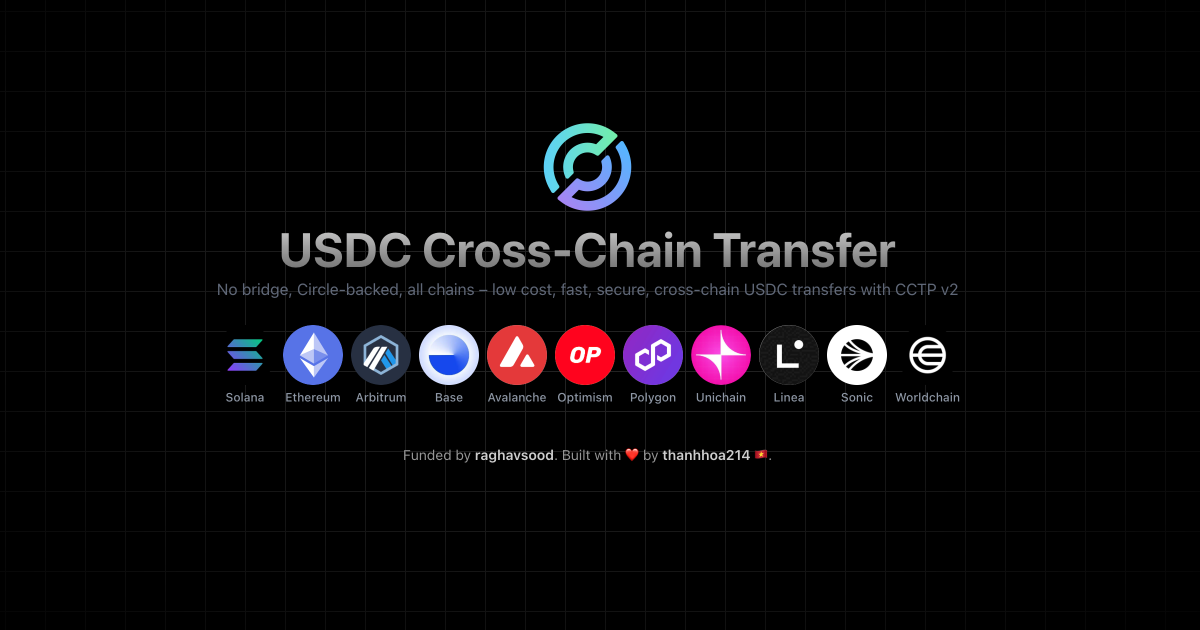 USDC Cross-Chain Transfer
No bridge, Circle-backed, all chains – low cost, fast, secure, cross-chain USDC transfers with CCTP v2
OP
L
Solana Ethereum Arbitrum Base Avalanche Optimism Polygon Unichain Linea Sonic Worldchain
Funded by raghavsood. Built with ❤️ by thanhhoa214 🇻🇳.